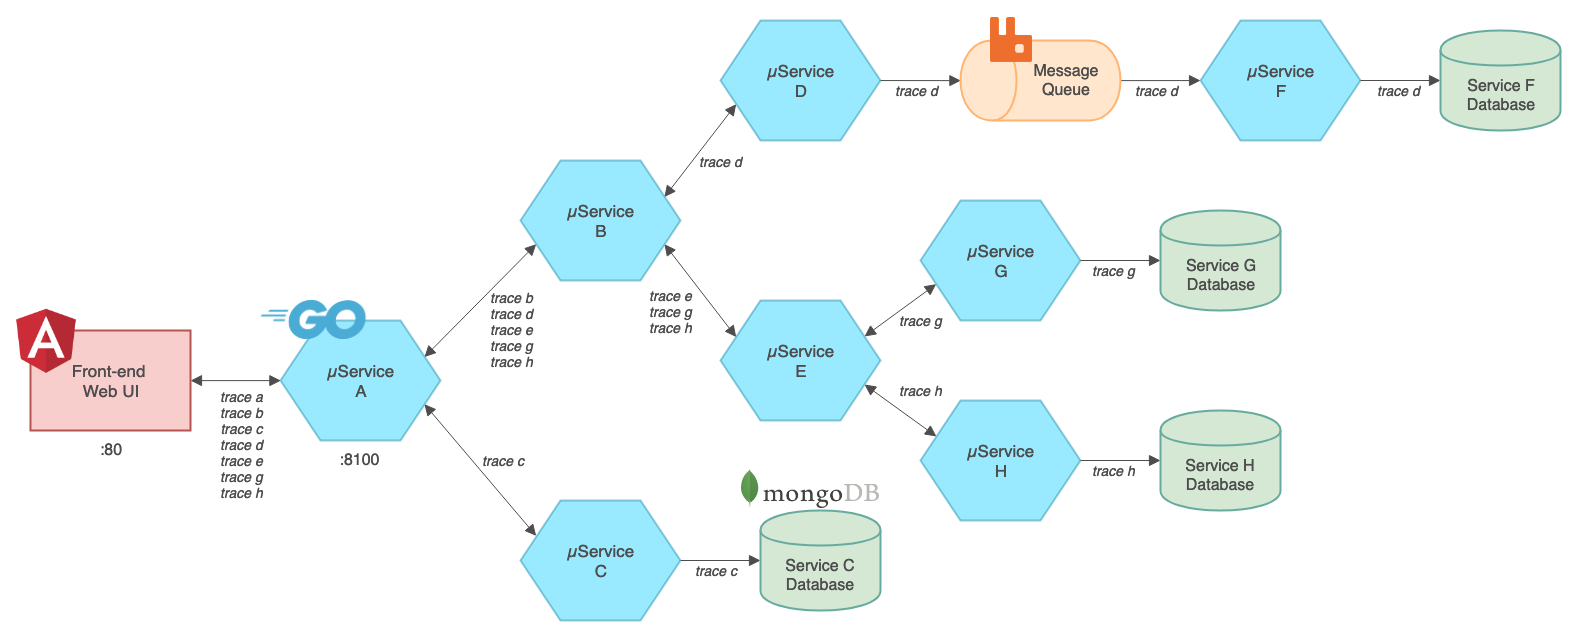 µService
D
trace d
Message
Queue
trace d
µService
F
trace d
Service F
Database
trace d
µService
B
trace b
trace d
trace e
trace g
trace h
trace e
trace g
trace h
µService
G
trace g
Service G
Database
trace g
µService
E
trace h
µService
H
trace h
Service H
Database
Front-end
Web UI
:80
trace a
trace b
trace c
trace d
trace e
trace g
trace h
GO
µService
A
:8100
trace c
µService
C
trace c
mongoDB
Service C
Database
A